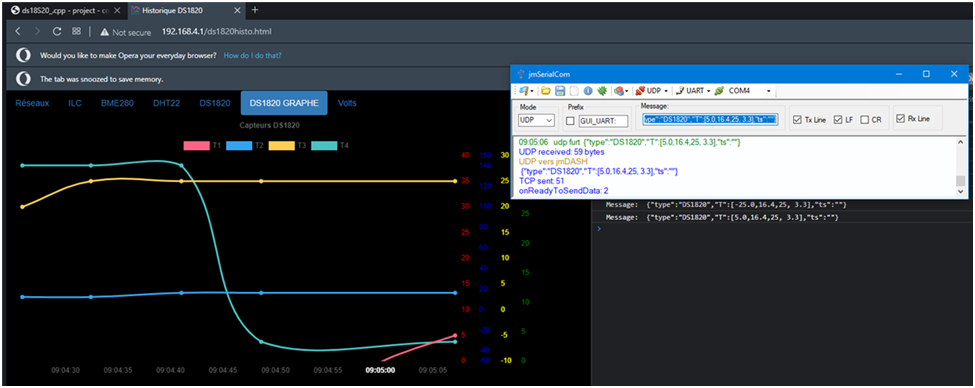 ds18S20_.cpp - project - co
Historique DS1820
Not secure 192.168.4.1/ds1820histo.html
Would you like to make Opera your everyday browser? How do I do that?
The tab was snoozed to save memory.
Réseaux ILC BME280 DHT22 DS1820 DS1820 GRAPHE Volts
Capteurs DS1820
T1 T2 T3 T4
40 140 30
35 120 25
30 20 25
25 15 20
20 10 15
15 20 5 10
10 0 0 5
5 -20 -5
0 -50 -10 0
09:04:30 09:04:35 09:04:40 09:04:45 09:04:50 09:04:55 09:05:00 09:05:05
jmSerialCom
UDP UART COM4
Mode Prefix Message:
UDP GUI_UART: ype":"DS1820","T":[5.0,16.4,25, 3.3],"ts":""} Tx Line LF CR Rx Line
09:05:06 udp furt {"type":"DS1820","T":[5.0,16.4,25, 3.3],"ts":""}
UDP received: 59 bytes
UDP vers jmDASH
{"type":"DS1820","T":[5.0,16.4,25, 3.3],"ts":""}
TCP sent: 51
onReadyToSendData: 2
Message: {"type":"DS1820","T":[-25.0,16.4,25, 3.3],"ts":""}
Message: {"type":"DS1820","T":[5.0,16.4,25, 3.3],"ts":""}